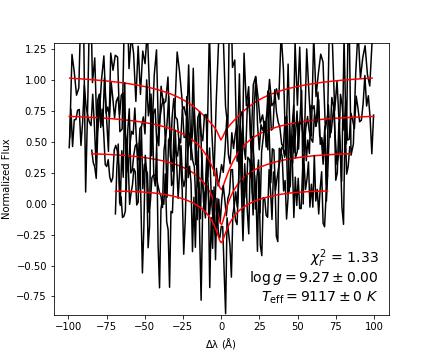 1.25
1.00
0.75
0.50
0.25
0.00
−0.25
−0.50
−0.75
Normalized Flux
χ²ᵣ = 1.33
log g = 9.27 ± 0.00
T_eff = 9117 ± 0 K
−100 −75 −50 −25 0 25 50 75 100
Δλ (Å)